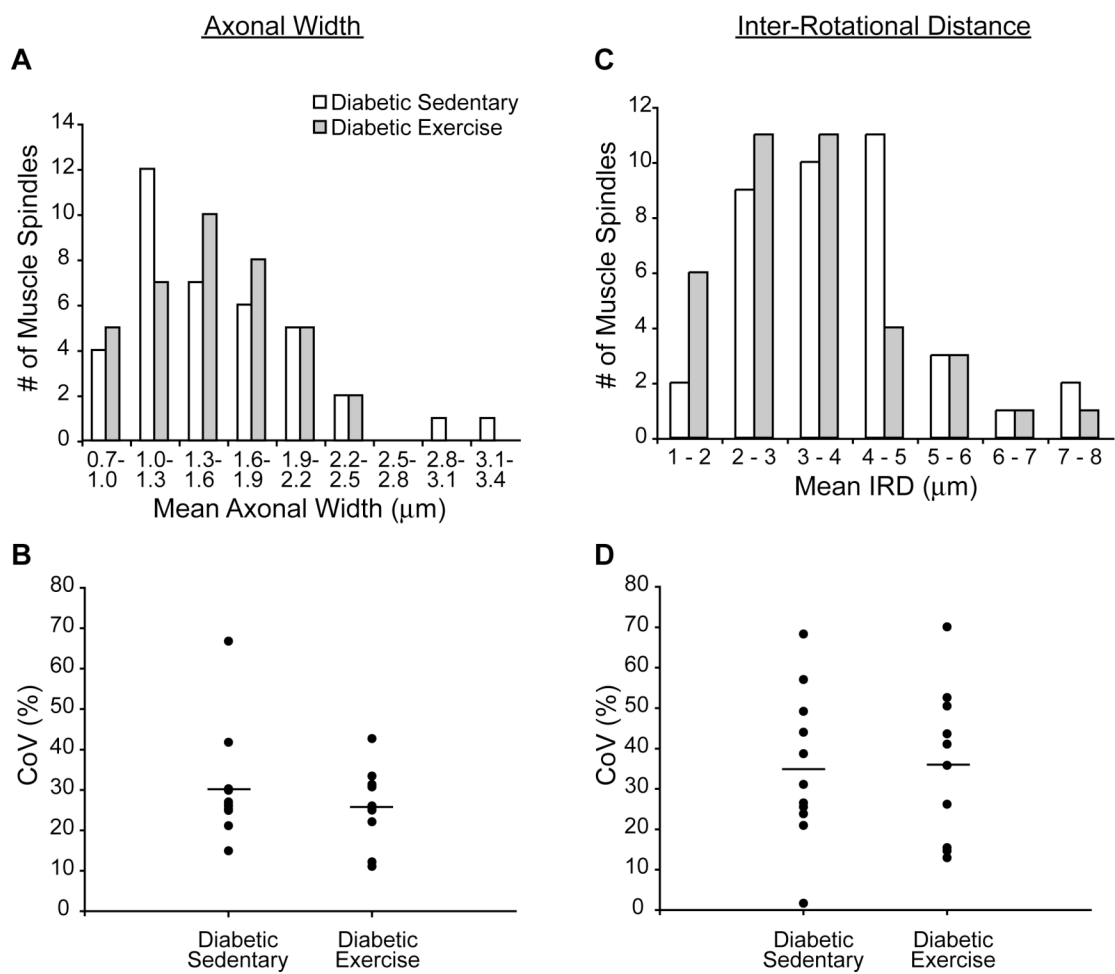 Axonal Width
A
Diabetic Sedentary
Diabetic Exercise
# of Muscle Spindles
14
12
10
8
6
4
2
0
0.7- 1.0- 1.3- 1.6- 1.9- 2.2- 2.5- 2.8- 3.1-
1.0 1.3 1.6 1.9 2.2 2.5 2.8 3.1 3.4
Mean Axonal Width (μm)
Inter-Rotational Distance
C
# of Muscle Spindles
12
10
8
6
4
2
0
1 - 2 2 - 3 3 - 4 4 - 5 5 - 6 6 - 7 7 - 8
Mean IRD (μm)
B
CoV (%)
80
70
60
50
40
30
20
10
0
Diabetic Diabetic
Sedentary Exercise
D
CoV (%)
80
70
60
50
40
30
20
10
0
Diabetic Diabetic
Sedentary Exercise